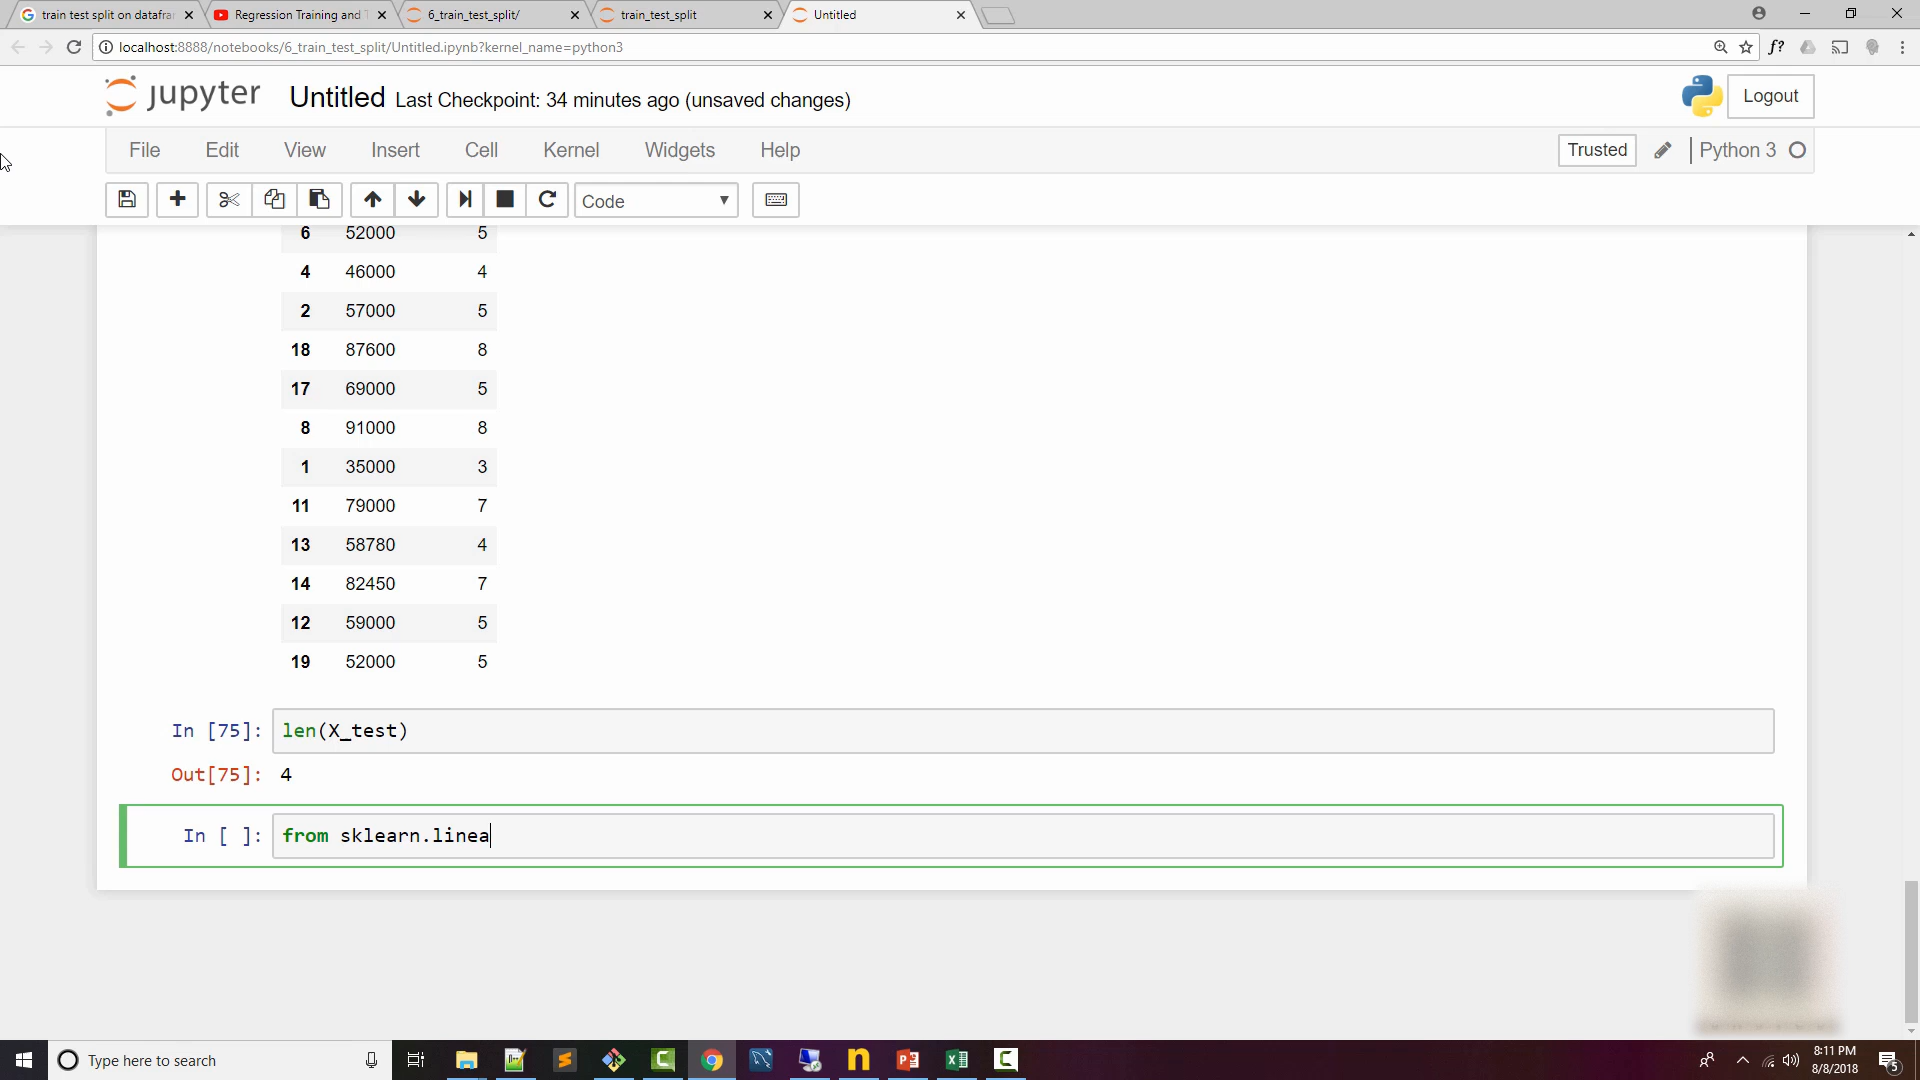 train test split on datafra
Regression Training and T
6_train_test_split/
train_test_split
Untitled
localhost:8888/notebooks/6_train_test_split/Untitled.ipynb?kernel_name=python3
f?
jupyter Untitled Last Checkpoint: 34 minutes ago (unsaved changes)
Logout
File Edit View Insert Cell Kernel Widgets Help
Trusted
Python 3
Code
6 52000 5
4 46000 4
2 57000 5
18 87600 8
17 69000 5
8 91000 8
1 35000 3
11 79000 7
13 58780 4
14 82450 7
12 59000 5
19 52000 5
In [75]: len(X_test)
Out[75]: 4
In [ ]: from sklearn.linea
Type here to search
8:11 PM
8/8/2018
5